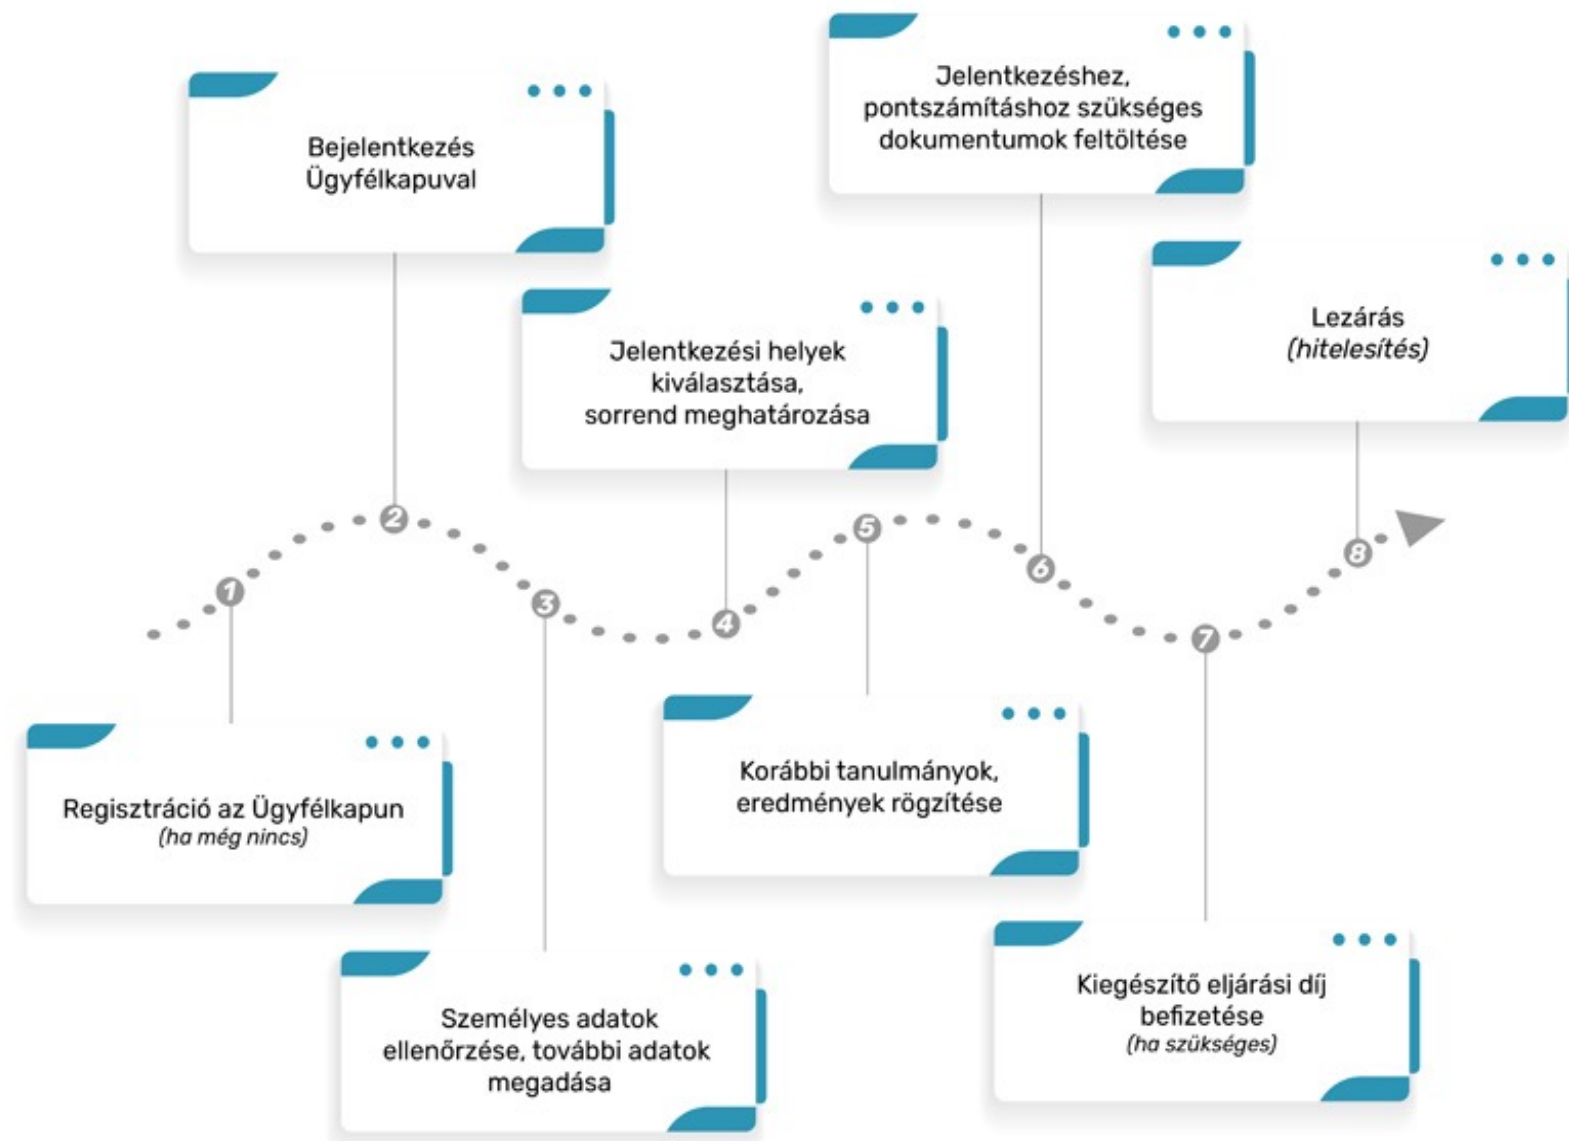 1
Regisztráció az Ügyfélkapun
(ha még nincs)
2
Bejelentkezés
Ügyfélkapuval
3
Személyes adatok
ellenőrzése, további adatok
megadása
4
Jelentkezési helyek
kiválasztása,
sorrend meghatározása
5
Korábbi tanulmányok,
eredmények rögzítése
6
Jelentkezéshez,
pontszámításhoz szükséges
dokumentumok feltöltése
7
Kiegészítő eljárási díj
befizetése
(ha szükséges)
8
Lezárás
(hitelesítés)